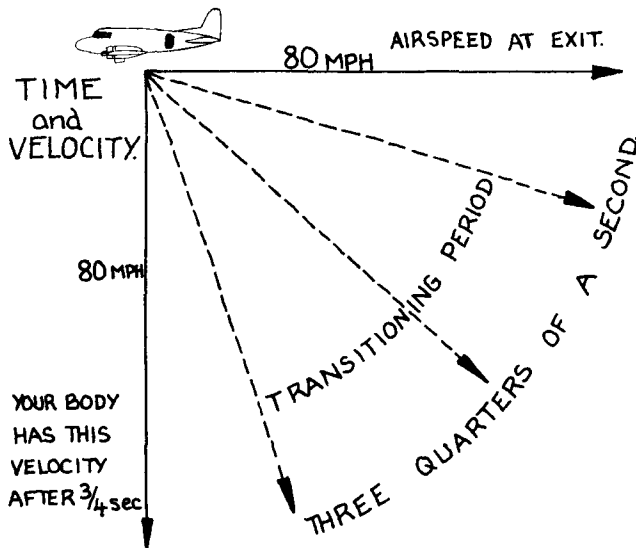 AIRSPEED AT EXIT.
80 MPH
TIME
and
VELOCITY.
80 MPH
TRANSITIONING PERIOD
THREE QUARTERS OF A SECOND
YOUR BODY
HAS THIS
VELOCITY
AFTER 3/4 sec